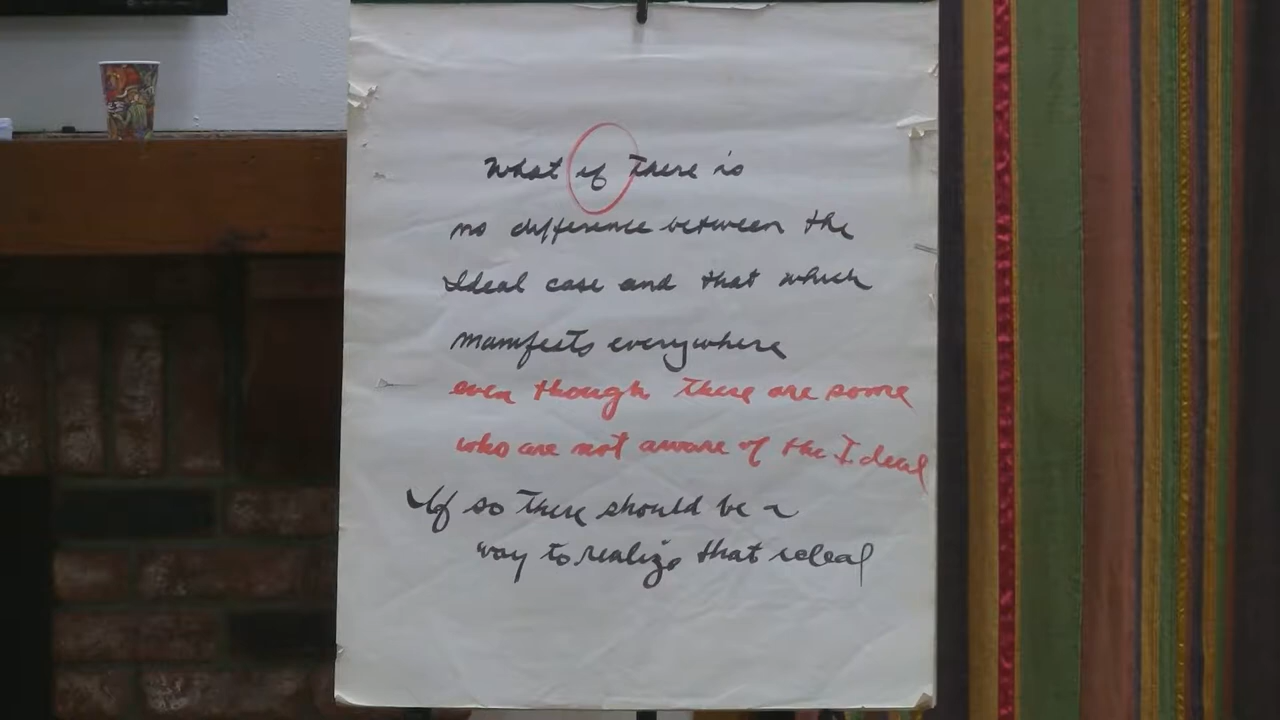 What if there is
no difference between the
Ideal case and that which
manifests everywhere
even though there are some
who are not aware of the Ideal
If so there should be a
way to realize that ideal